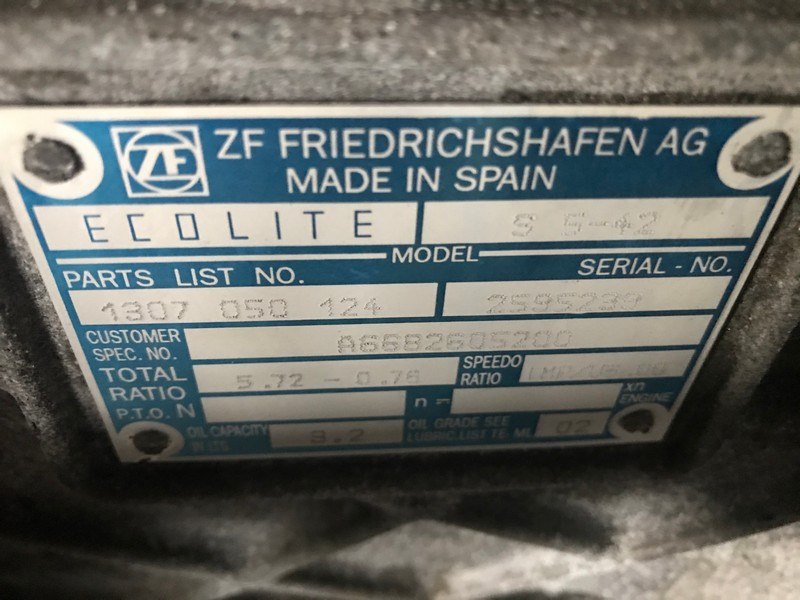 ZF ZF FRIEDRICHSHAFEN AG
MADE IN SPAIN
ECOLITE S 5-42
MODEL
PARTS LIST NO. SERIAL - NO.
1307 050 124 2595239
CUSTOMER SPEC. NO. A6682605200
TOTAL RATIO 5.72 - 0.76 SPEEDO RATIO
P.T.O. N n = xn ENGINE
OIL CAPACITY 3.2 OIL GRADE SEE LUBRIC. LIST TE-ML 02